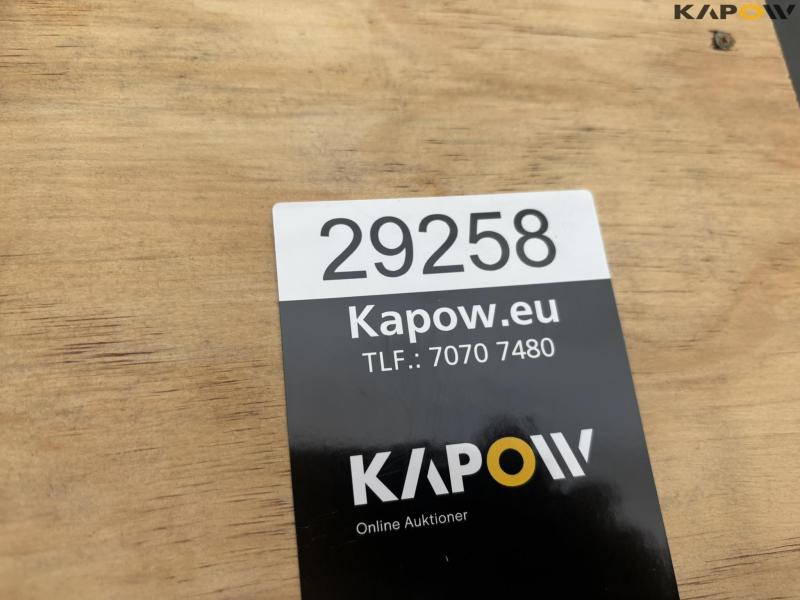 KAPOW
29258
Kapow.eu
TLF.: 7070 7480
KAPOW
Online Auktioner